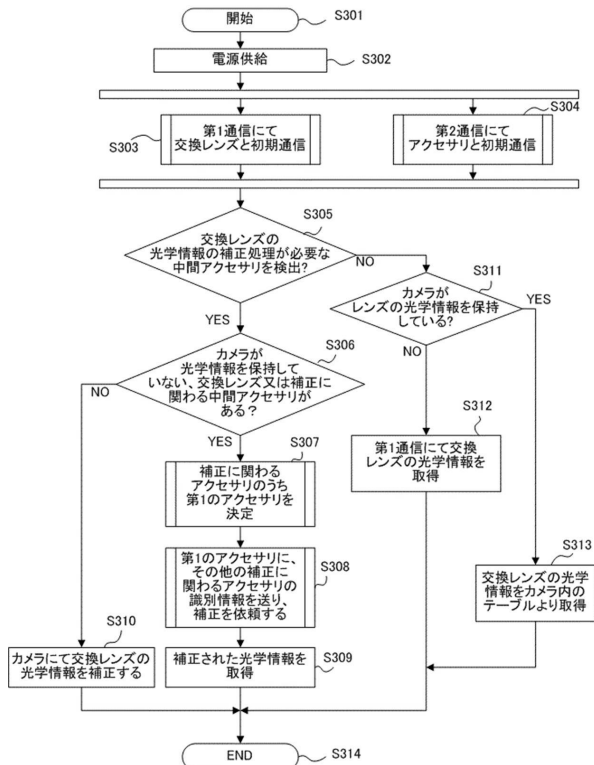 開始
S301
電源供給
S302
S303
第1通信にて
交換レンズと初期通信
第2通信にて
アクセサリと初期通信
S304
S305
交換レンズの
光学情報の補正処理が必要な
中間アクセサリを検出?
NO
YES
S311
カメラが
レンズの光学情報を保持
している?
YES
NO
S306
カメラが
光学情報を保持して
いない、交換レンズ又は補正に
関わる中間アクセサリが
ある?
NO
YES
S307
補正に関わる
アクセサリのうち
第1のアクセサリを
決定
S312
第1通信にて交換
レンズの光学情報を
取得
S308
第1のアクセサリに、
その他の補正に
関わるアクセサリの
識別情報を送り、
補正を依頼する
S313
交換レンズの光学
情報をカメラ内の
テーブルより取得
S310
カメラにて交換レンズの
光学情報を補正する
S309
補正された光学情報を
取得
END
S314